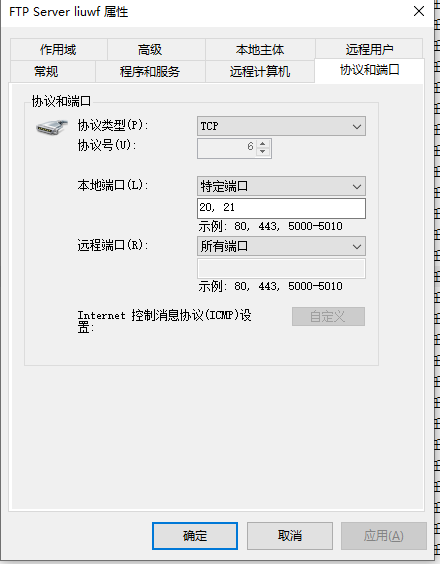 FTP Server liuwf 属性
作用域 高级 本地主体 远程用户
常规 程序和服务 远程计算机 协议和端口
协议和端口
协议类型(P): TCP
协议号(U): 6
本地端口(L): 特定端口
20, 21
示例: 80, 443, 5000-5010
远程端口(R): 所有端口
示例: 80, 443, 5000-5010
Internet 控制消息协议(ICMP)设
置: 自定义
确定 取消 应用(A)